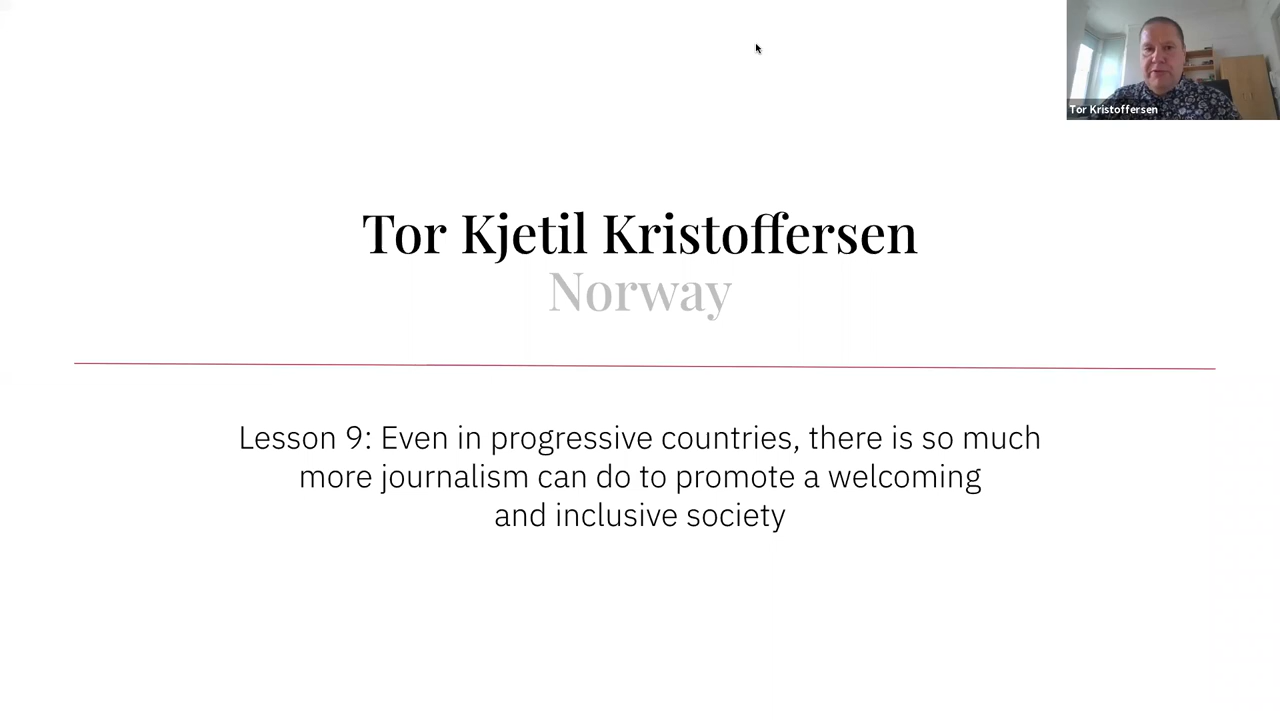 Tor Kristoffersen
Tor Kjetil Kristoffersen
Norway
Lesson 9: Even in progressive countries, there is so much
more journalism can do to promote a welcoming
and inclusive society